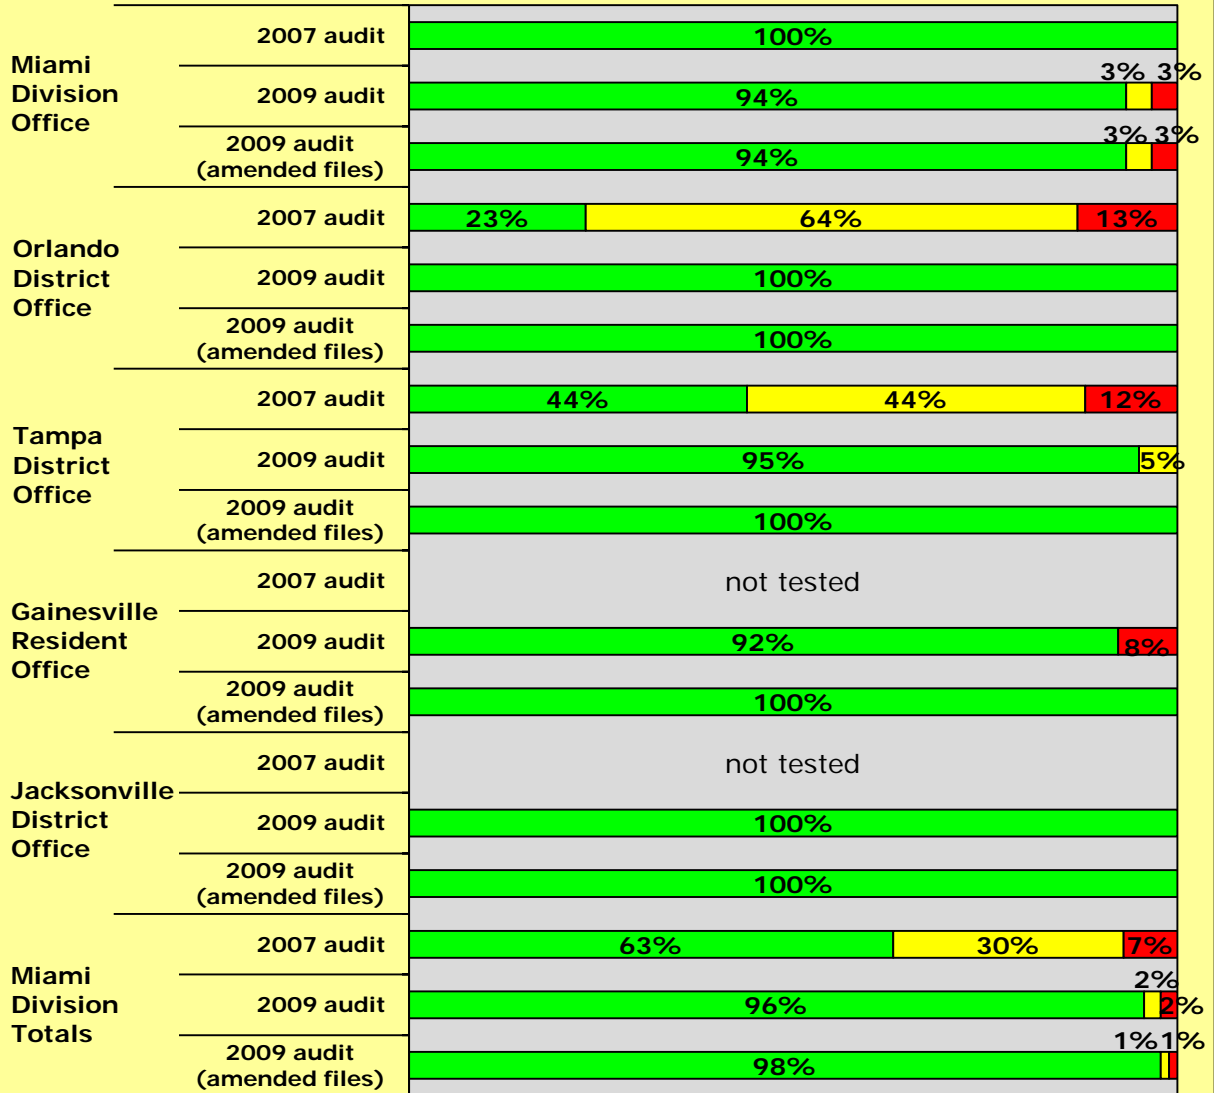 Miami
Division
Office
2007 audit
100%
3% 3%
2009 audit
94%
3% 3%
2009 audit
(amended files)
94%
Orlando
District
Office
2007 audit
23% 64% 13%
2009 audit
100%
2009 audit
(amended files)
100%
Tampa
District
Office
2007 audit
44% 44% 12%
2009 audit
95% 5%
2009 audit
(amended files)
100%
Gainesville
Resident
Office
2007 audit
not tested
2009 audit
92% 8%
2009 audit
(amended files)
100%
Jacksonville
District
Office
2007 audit
not tested
2009 audit
100%
2009 audit
(amended files)
100%
Miami
Division
Totals
2007 audit
63% 30% 7%
2%
2009 audit
96% 2%
1% 1%
2009 audit
(amended files)
98%